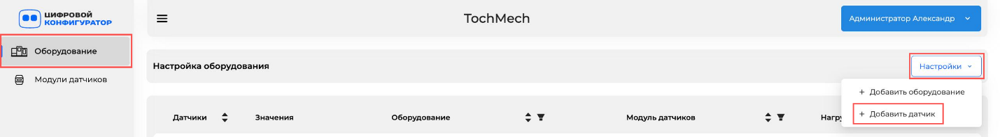 ЦИФРОВОЙ
КОНФИГУРАТОР
TochMech
Администратор Александр
Оборудование
Модули датчиков
Настройка оборудования
Настройки
+ Добавить оборудование
+ Добавить датчик
Датчики
Значения
Оборудование
Модуль датчиков
Нагру